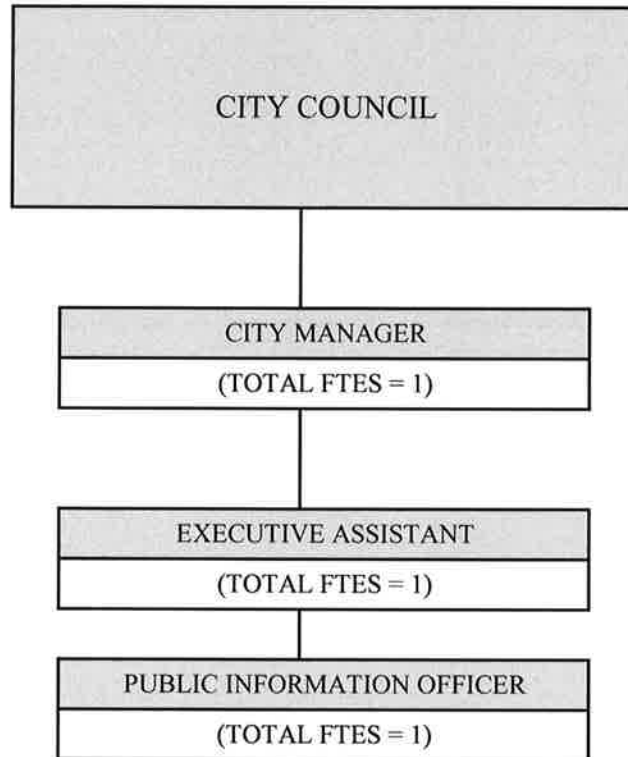 CITY COUNCIL
CITY MANAGER
(TOTAL FTES = 1)
EXECUTIVE ASSISTANT
(TOTAL FTES = 1)
PUBLIC INFORMATION OFFICER
(TOTAL FTES = 1)